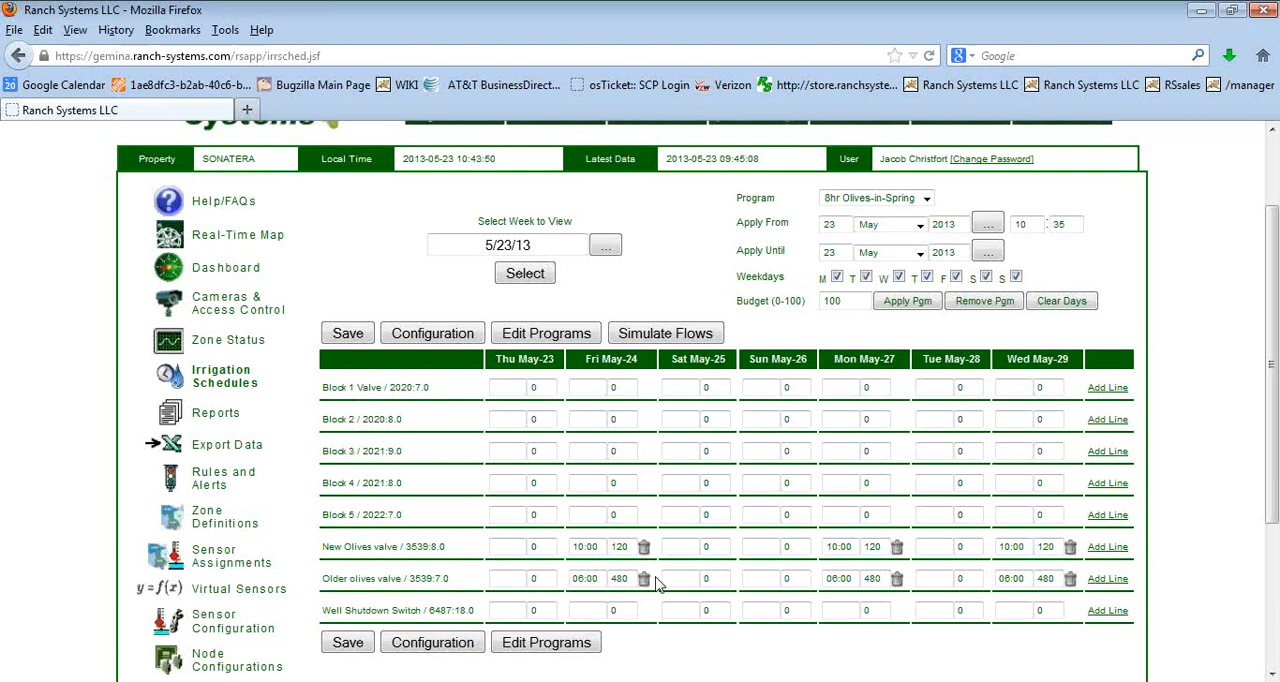 Ranch Systems LLC - Mozilla Firefox
File Edit View History Bookmarks Tools Help
https://gemina.ranch-systems.com/rsapp/irrsched.jsf
Google
Google Calendar 1ae8dfc3-b2ab-40c6-b... Bugzilla Main Page WIKI AT&T BusinessDirect... osTicket:: SCP Login Verizon http://store.ranchsyste... Ranch Systems LLC Ranch Systems LLC RSsales /manager
Ranch Systems LLC +
Systems
Property SONATERA Local Time 2013-05-23 10:43:50 Latest Data 2013-05-23 09:45:08 User Jacob Christfort [Change Password]
Help/FAQs
Real-Time Map
Dashboard
Cameras &
Access Control
Zone Status
Irrigation
Schedules
Reports
Export Data
Rules and
Alerts
Zone
Definitions
Sensor
Assignments
y = f(x) Virtual Sensors
Sensor
Configuration
Node
Configurations
Select Week to View
5/23/13 ...
Select
Program 8hr Olives-in-Spring
Apply From 23 May 2013 ... 10 : 35
Apply Until 23 May 2013 ...
Weekdays M T W T F S S
Budget (0-100) 100 Apply Pgm Remove Pgm Clear Days
Save Configuration Edit Programs Simulate Flows
Thu May-23 Fri May-24 Sat May-25 Sun May-26 Mon May-27 Tue May-28 Wed May-29
Block 1 Valve / 2020:7.0 0 0 0 0 0 0 0 Add Line
Block 2 / 2020:8.0 0 0 0 0 0 0 0 Add Line
Block 3 / 2021:9.0 0 0 0 0 0 0 0 Add Line
Block 4 / 2021:8.0 0 0 0 0 0 0 0 Add Line
Block 5 / 2022:7.0 0 0 0 0 0 0 0 Add Line
New Olives valve / 3539:8.0 0 10:00 120 0 0 10:00 120 0 10:00 120 Add Line
Older olives valve / 3539:7.0 0 06:00 480 0 0 06:00 480 0 06:00 480 Add Line
Well Shutdown Switch / 6487:18.0 0 0 0 0 0 0 0 Add Line
Save Configuration Edit Programs